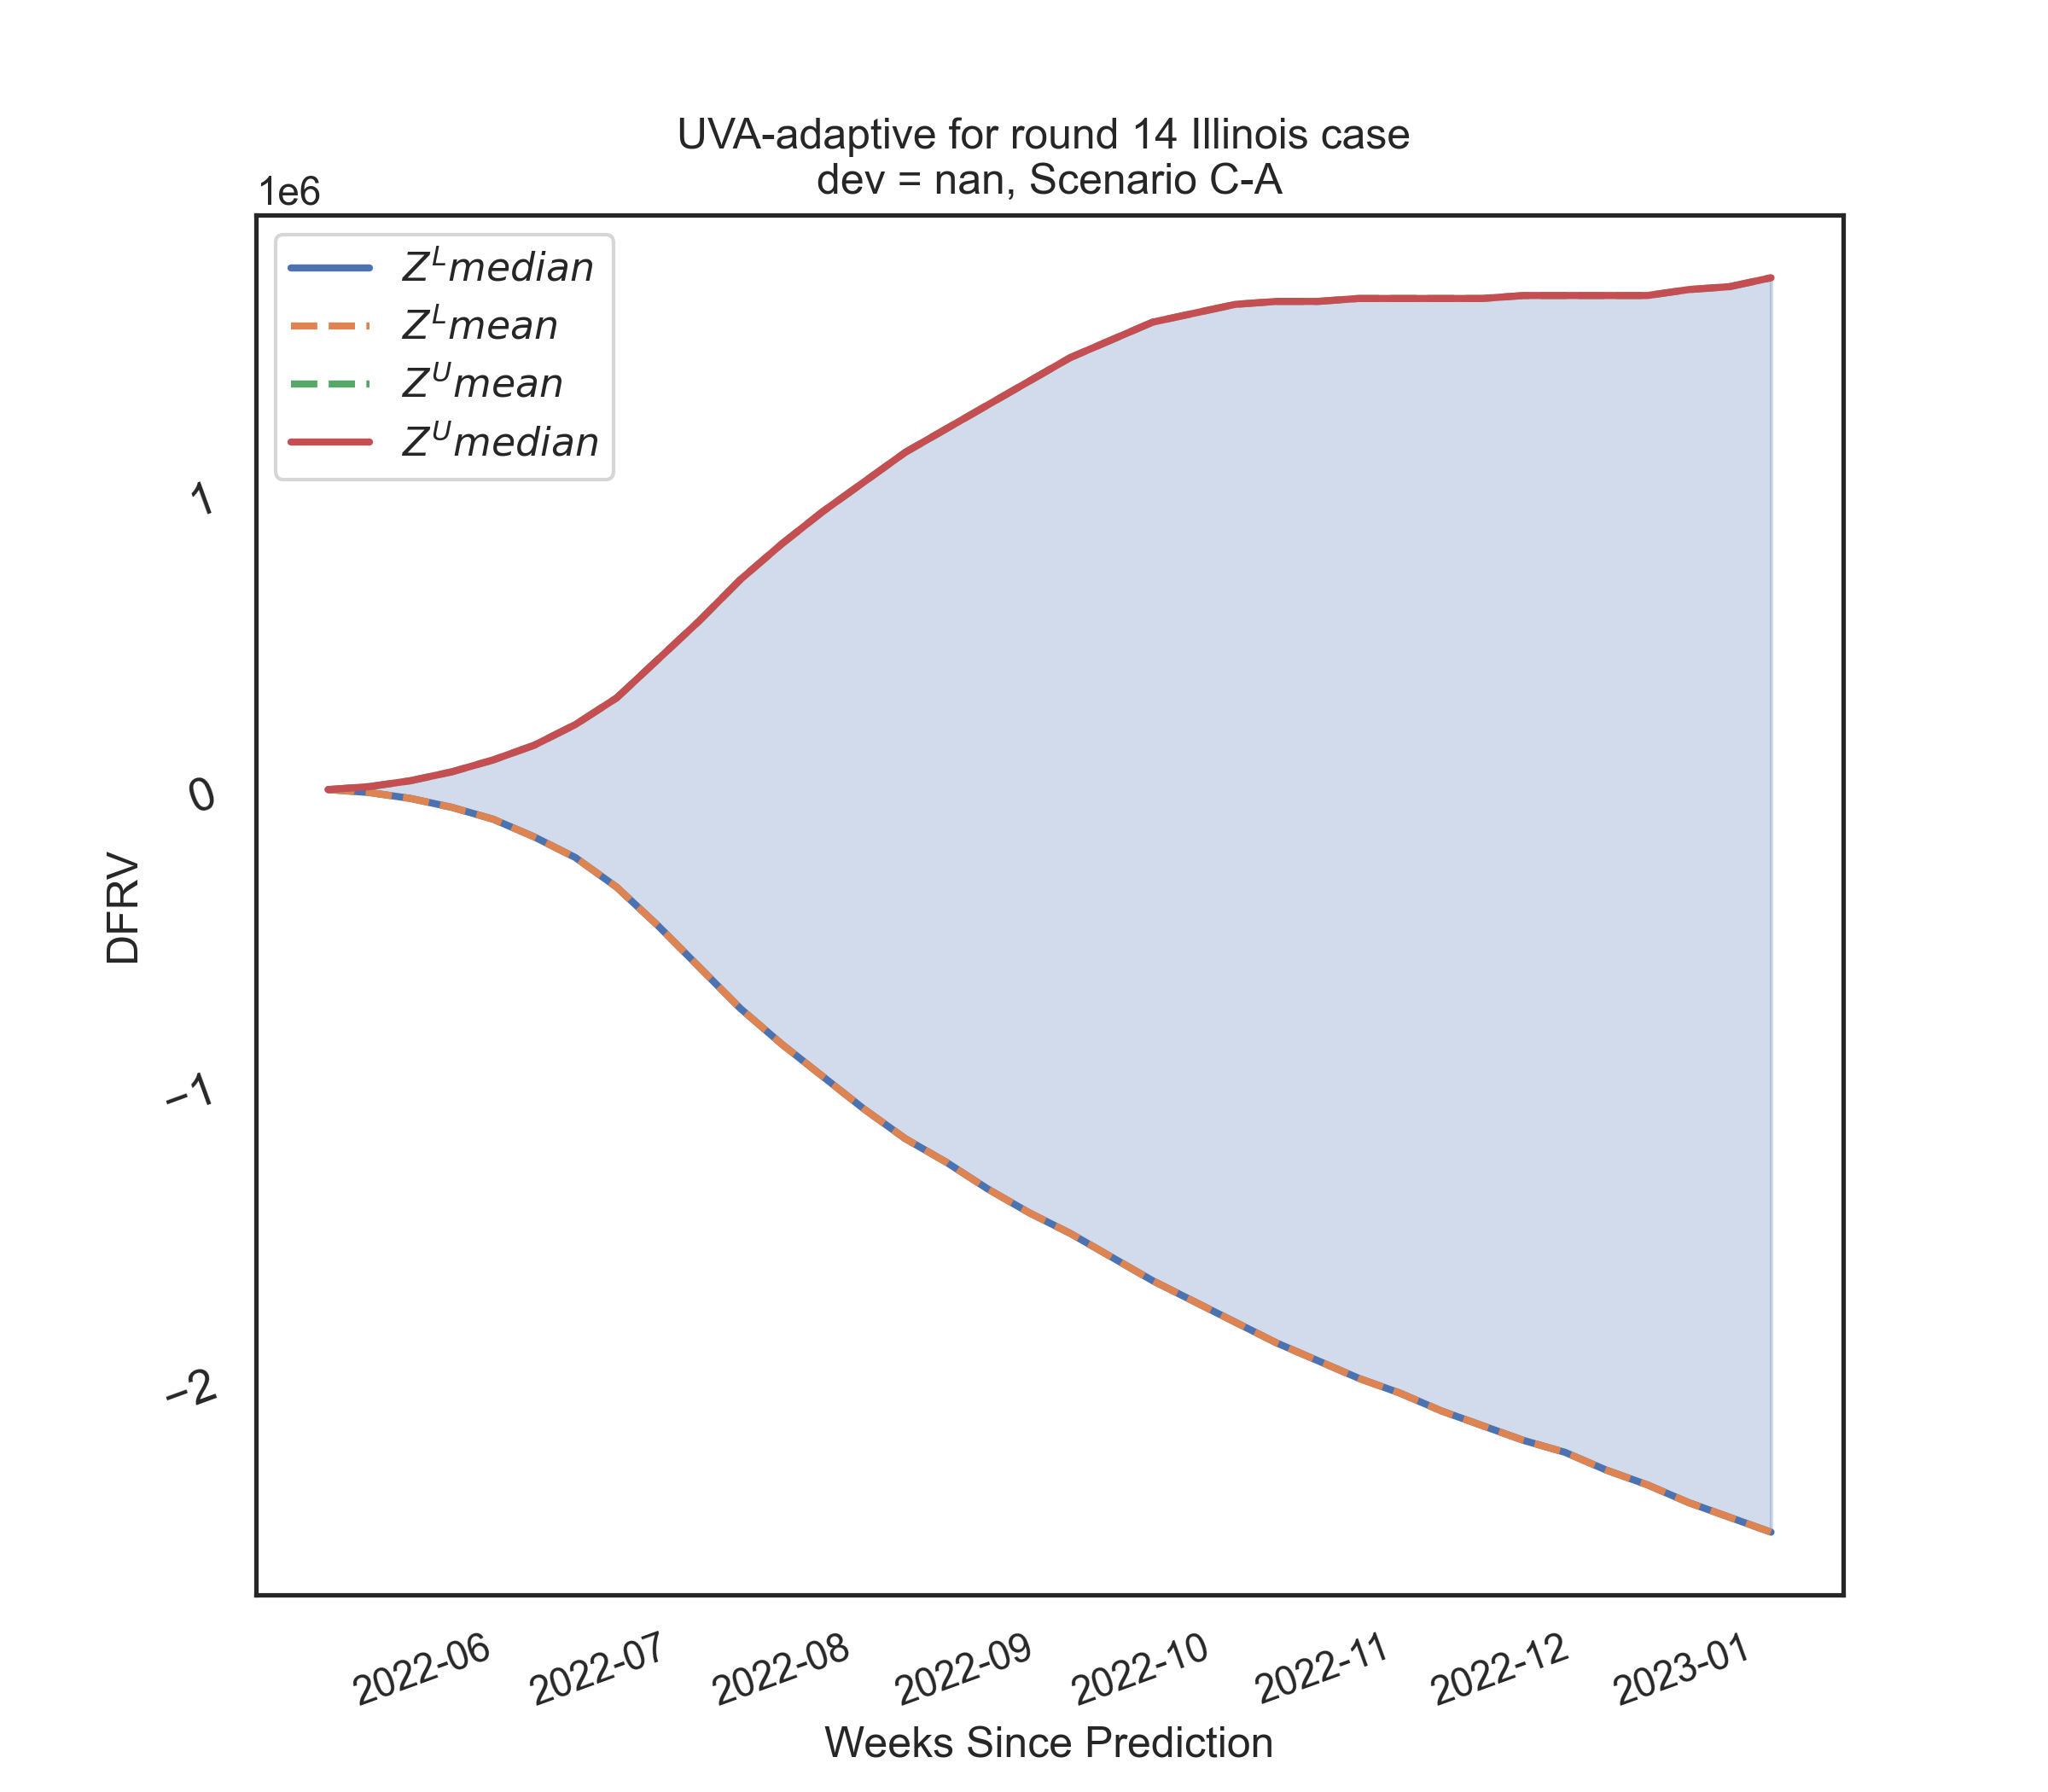 UVA-adaptive for round 14 Illinois case
dev = nan, Scenario C-A
1e6
Z^L median
Z^L mean
Z^U mean
Z^U median
1
0
−1
−2
DFRV
2022-06
2022-07
2022-08
2022-09
2022-10
2022-11
2022-12
2023-01
Weeks Since Prediction